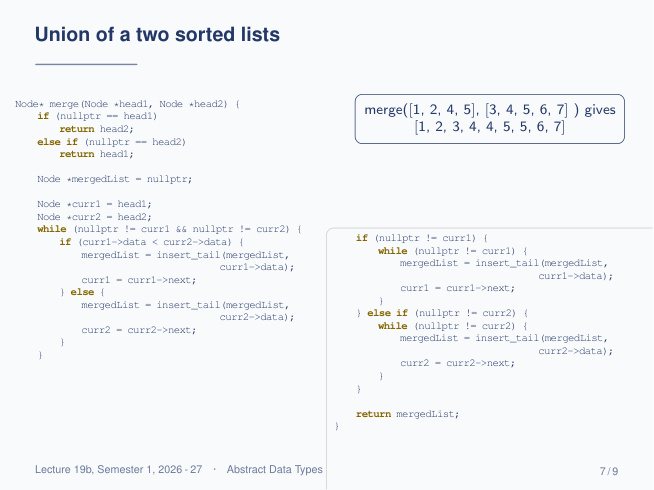 Union of a two sorted lists
Node* merge(Node *head1, Node *head2) {
    if (nullptr == head1)
        return head2;
    else if (nullptr == head2)
        return head1;
    Node *mergedList = nullptr;
    Node *curr1 = head1;
    Node *curr2 = head2;
    while (nullptr != curr1 && nullptr != curr2) {
        if (curr1->data < curr2->data) {
            mergedList = insert_tail(mergedList,
                                     curr1->data);
            curr1 = curr1->next;
        } else {
            mergedList = insert_tail(mergedList,
                                     curr2->data);
            curr2 = curr2->next;
        }
    }
merge([1, 2, 4, 5], [3, 4, 5, 6, 7] ) gives
[1, 2, 3, 4, 4, 5, 5, 6, 7]
    if (nullptr != curr1) {
        while (nullptr != curr1) {
            mergedList = insert_tail(mergedList,
                                     curr1->data);
            curr1 = curr1->next;
        }
    } else if (nullptr != curr2) {
        while (nullptr != curr2) {
            mergedList = insert_tail(mergedList,
                                     curr2->data);
            curr2 = curr2->next;
        }
    }
    return mergedList;
}
Lecture 19b, Semester 1, 2026 - 27 · Abstract Data Types
7 / 9